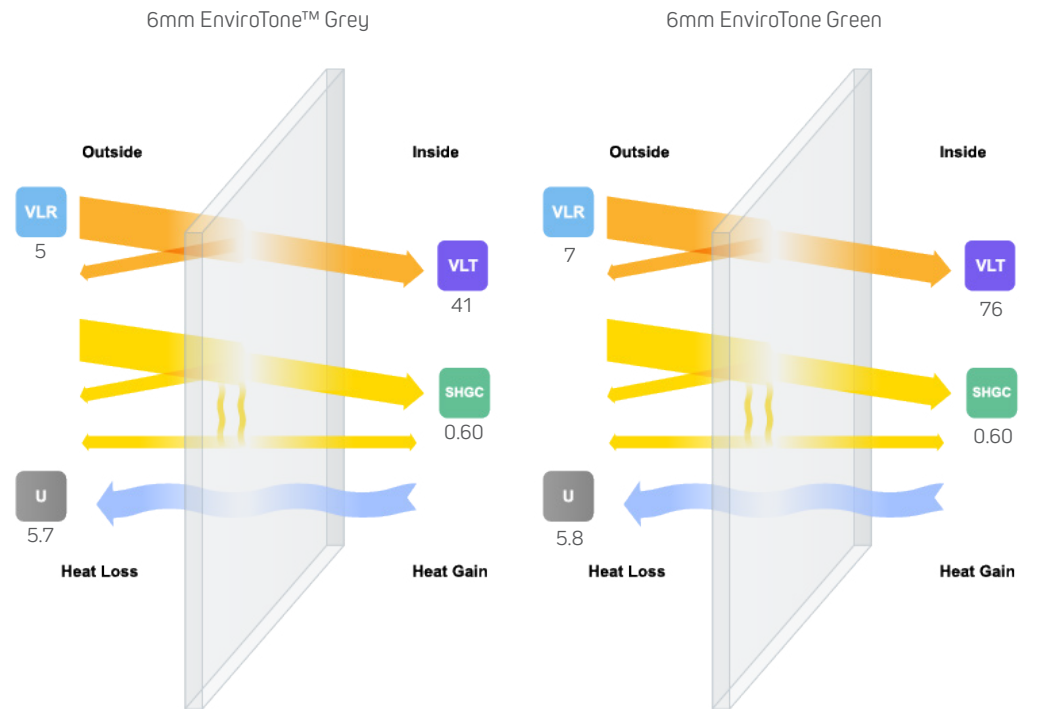 6mm EnviroTone™ Grey
Outside
Inside
VLR
5
VLT
41
SHGC
0.60
U
5.7
Heat Loss
Heat Gain
6mm EnviroTone Green
Outside
Inside
VLR
7
VLT
76
SHGC
0.60
U
5.8
Heat Loss
Heat Gain